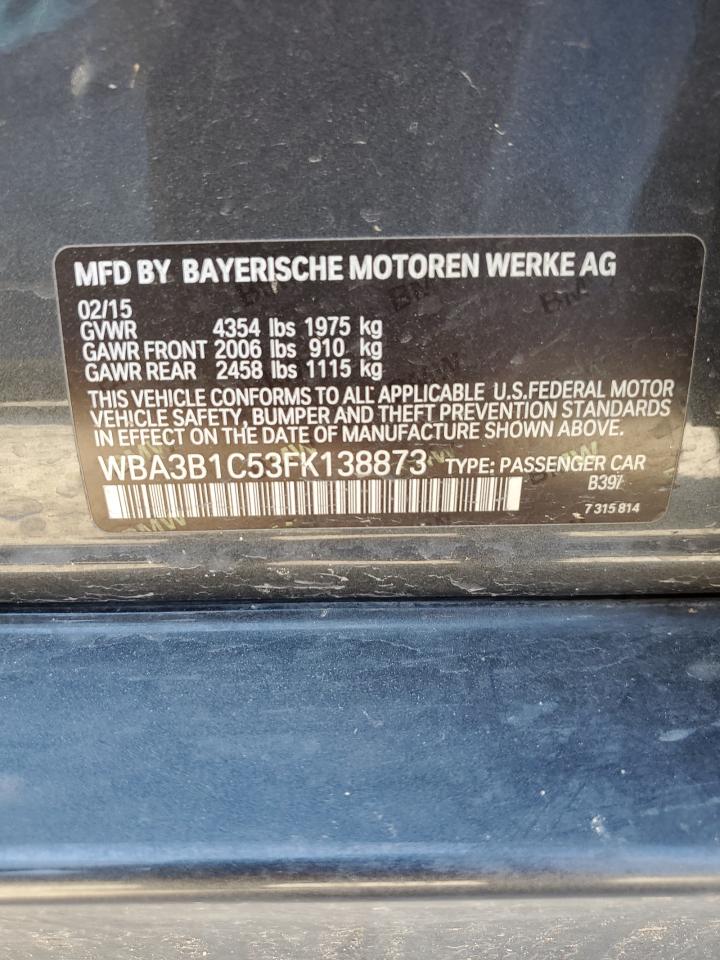 MFD BY BAYERISCHE MOTOREN WERKE AG
02/15
GVWR 4354 lbs 1975 kg
GAWR FRONT 2006 lbs 910 kg
GAWR REAR 2458 lbs 1115 kg
THIS VEHICLE CONFORMS TO ALL APPLICABLE U.S.FEDERAL MOTOR
VEHICLE SAFETY, BUMPER AND THEFT PREVENTION STANDARDS
IN EFFECT ON THE DATE OF MANUFACTURE SHOWN ABOVE.
WBA3B1C53FK138873 TYPE: PASSENGER CAR
B397
7 315 814